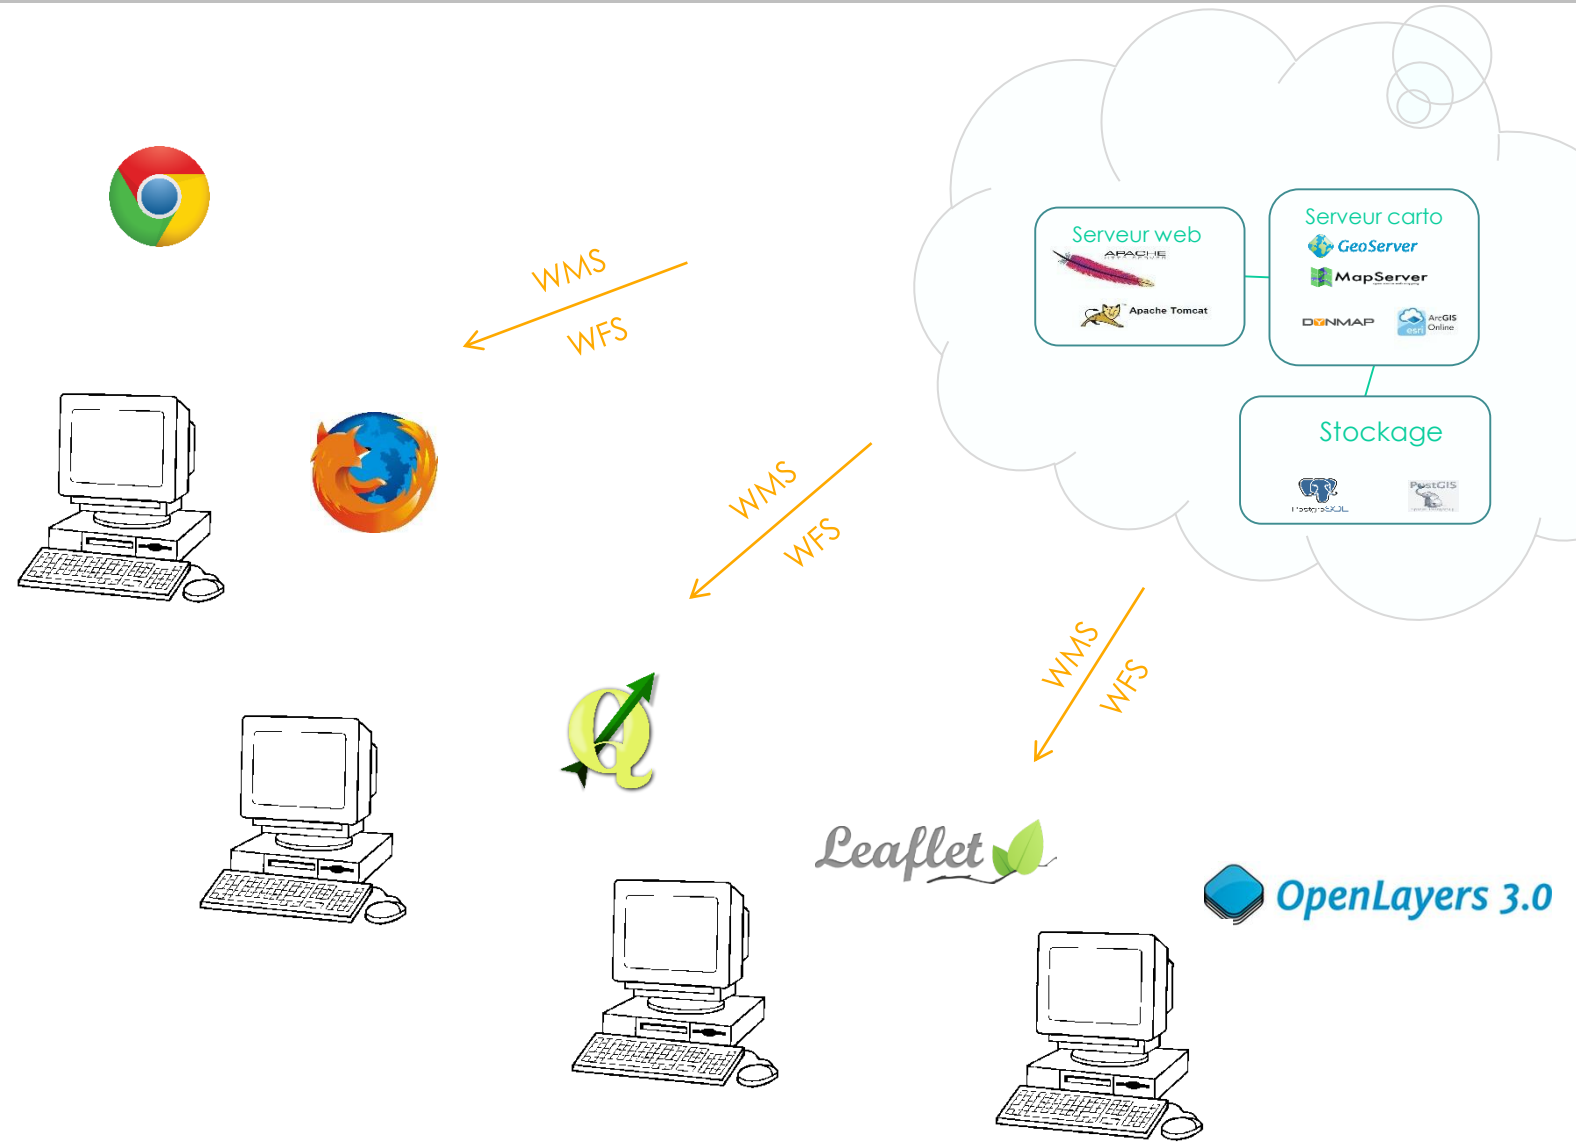 Serveur web
APACHE
Apache Tomcat
Serveur carto
GeoServer
MapServer
DYNMAP
esri
ArcGIS
Online
Stockage
PostgreSQL
PostGIS
WMS
WFS
WMS
WFS
WMS
WFS
Leaflet
OpenLayers 3.0